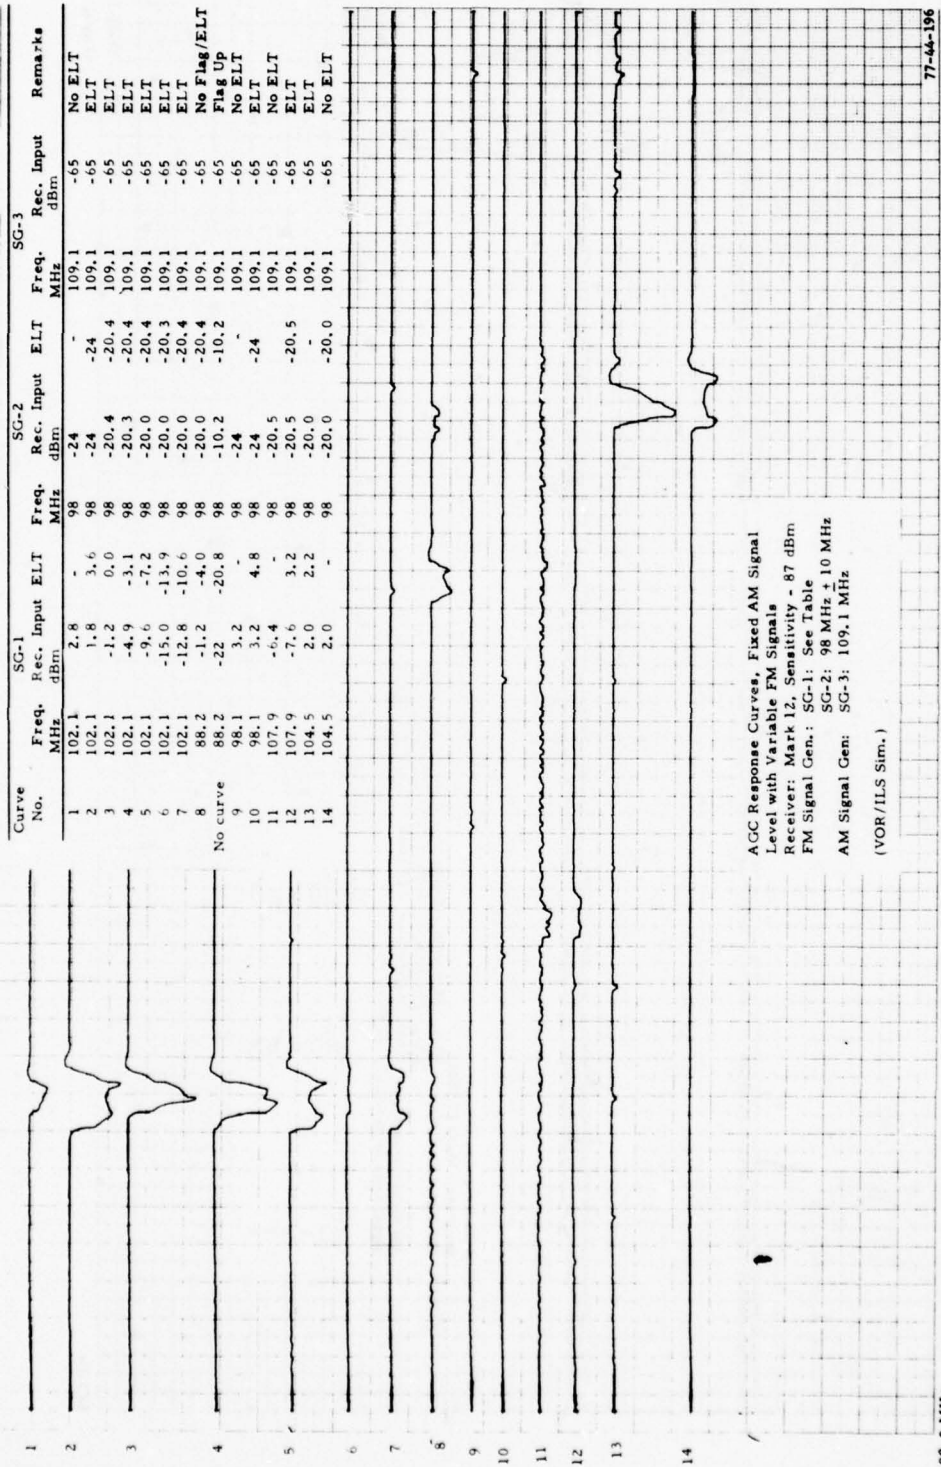 Curve SG-1 SG-2 SG-3
No. Freq. Rec. Input ELT Freq. Rec. Input ELT Freq. Rec. Input Remarks
MHz dBm MHz dBm MHz dBm
1 102.1 2.8 - 98 -24 - 109.1 -65 No ELT
2 102.1 1.8 3.6 98 -24 -24 109.1 -65 ELT
3 102.1 -1.2 0.0 98 -20.4 -20.4 109.1 -65 ELT
4 102.1 -4.9 -3.1 98 -20.3 -20.4 109.1 -65 ELT
5 102.1 -9.6 -7.2 98 -20.0 -20.4 109.1 -65 ELT
6 102.1 -15.0 -13.9 98 -20.0 -20.3 109.1 -65 ELT
7 102.1 -12.8 -10.6 98 -20.0 -20.4 109.1 -65 ELT
8 88.2 -1.2 -4.0 98 -20.0 -20.4 109.1 -65 No Flag/ELT
No curve 88.2 -22 -20.8 98 -10.2 -10.2 109.1 -65 Flag Up
9 98.1 3.2 - 98 -24 - 109.1 -65 No ELT
10 98.1 3.2 4.8 98 -24 -24 109.1 -65 ELT
11 107.9 -6.4 - 98 -20.5 109.1 -65 No ELT
12 107.9 -7.6 3.2 98 -20.5 -20.5 109.1 -65 ELT
13 104.5 2.0 2.2 98 -20.0 - 109.1 -65 ELT
14 104.5 2.0 98 -20.0 -20.0 109.1 -65 No ELT
1
2
3
4
5
6
7
8
9
10
11
12
13
14
AGC Response Curves, Fixed AM Signal
Level with Variable FM Signals
Receiver: Mark 12, Sensitivity - 87 dBm
FM Signal Gen.: SG-1: See Table
SG-2: 98 MHz ± 10 MHz
AM Signal Gen: SG-3: 109.1 MHz
(VOR/ILS Sim.)
77-44-196